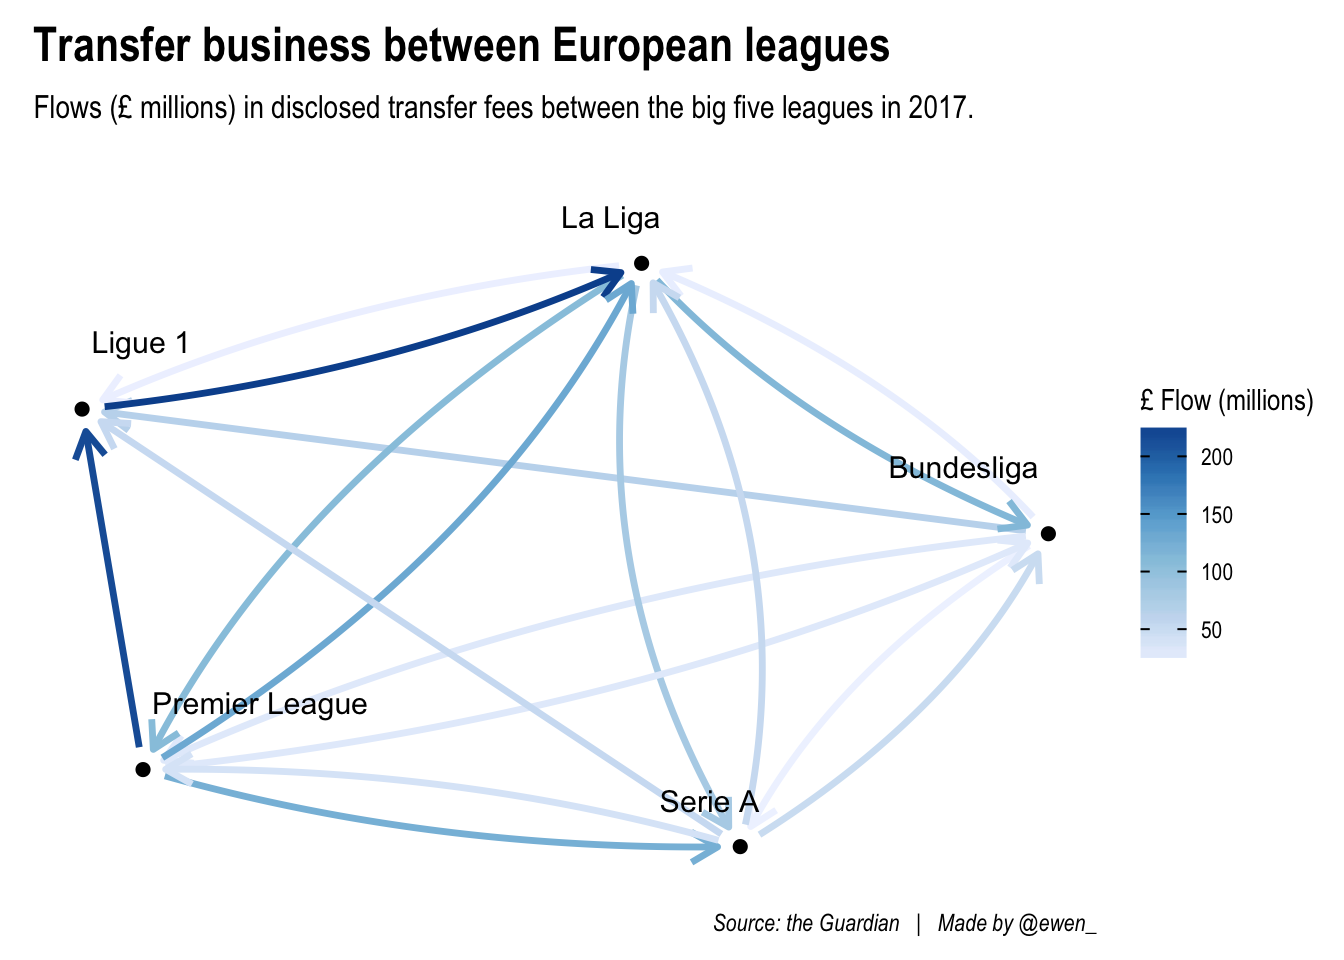 Transfer business between European leagues
Flows (£ millions) in disclosed transfer fees between the big five leagues in 2017.
La Liga
Ligue 1
Bundesliga
Premier League
Serie A
£ Flow (millions)
200
150
100
50
Source: the Guardian | Made by @ewen_